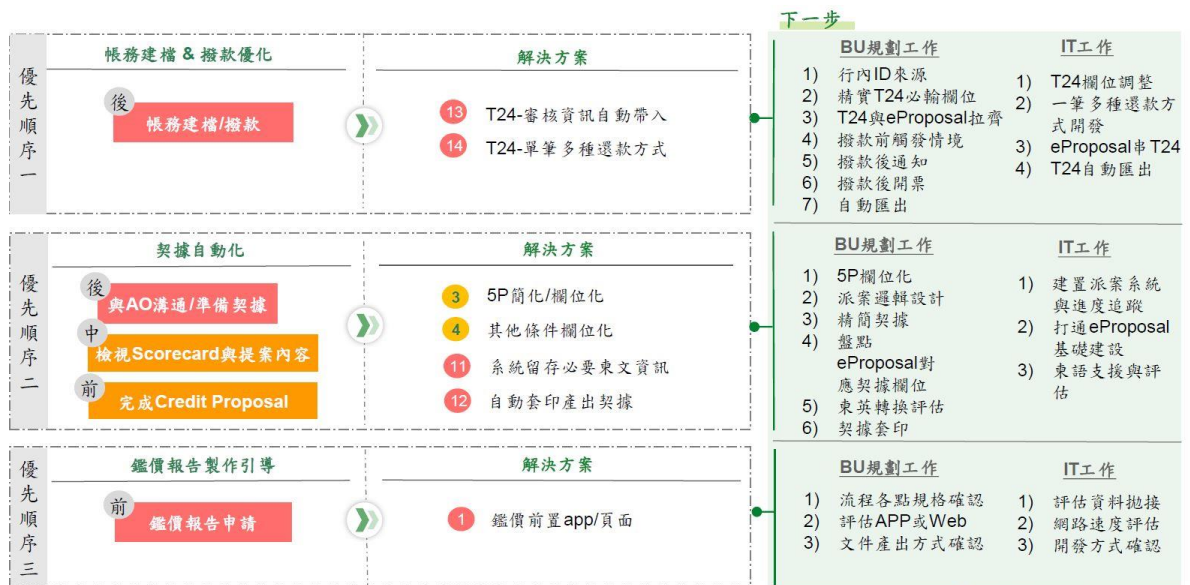 下一步
優先順序一
帳務建檔 & 撥款優化
後
帳務建檔/撥款
解決方案
13 T24-審核資訊自動帶入
14 T24-單筆多種還款方式
BU規劃工作
1) 行內ID來源
2) 精實T24必輸欄位
3) T24與eProposal拉齊
4) 撥款前觸發情境
5) 撥款後通知
6) 撥款後開票
7) 自動匯出
IT工作
1) T24欄位調整
2) 一筆多種還款方
式開發
3) eProposal串T24
4) T24自動匯出
優先順序二
契據自動化
後
與AO溝通/準備契據
中
檢視Scorecard與提案內容
前
完成Credit Proposal
解決方案
3 5P簡化/欄位化
4 其他條件欄位化
11 系統留存必要柬文資訊
12 自動套印產出契據
BU規劃工作
1) 5P欄位化
2) 派案邏輯設計
3) 精簡契據
4) 盤點
eProposal對
應契據欄位
5) 柬英轉換評估
6) 契據套印
IT工作
1) 建置派案系統
與進度追蹤
2) 打通eProposal
基礎建設
3) 柬語支援與評
估
優先順序三
鑑價報告製作引導
前
鑑價報告申請
解決方案
1 鑑價前置app/頁面
BU規劃工作
1) 流程各點規格確認
2) 評估APP或Web
3) 文件產出方式確認
IT工作
1) 評估資料拋接
2) 網路速度評估
3) 開發方式確認